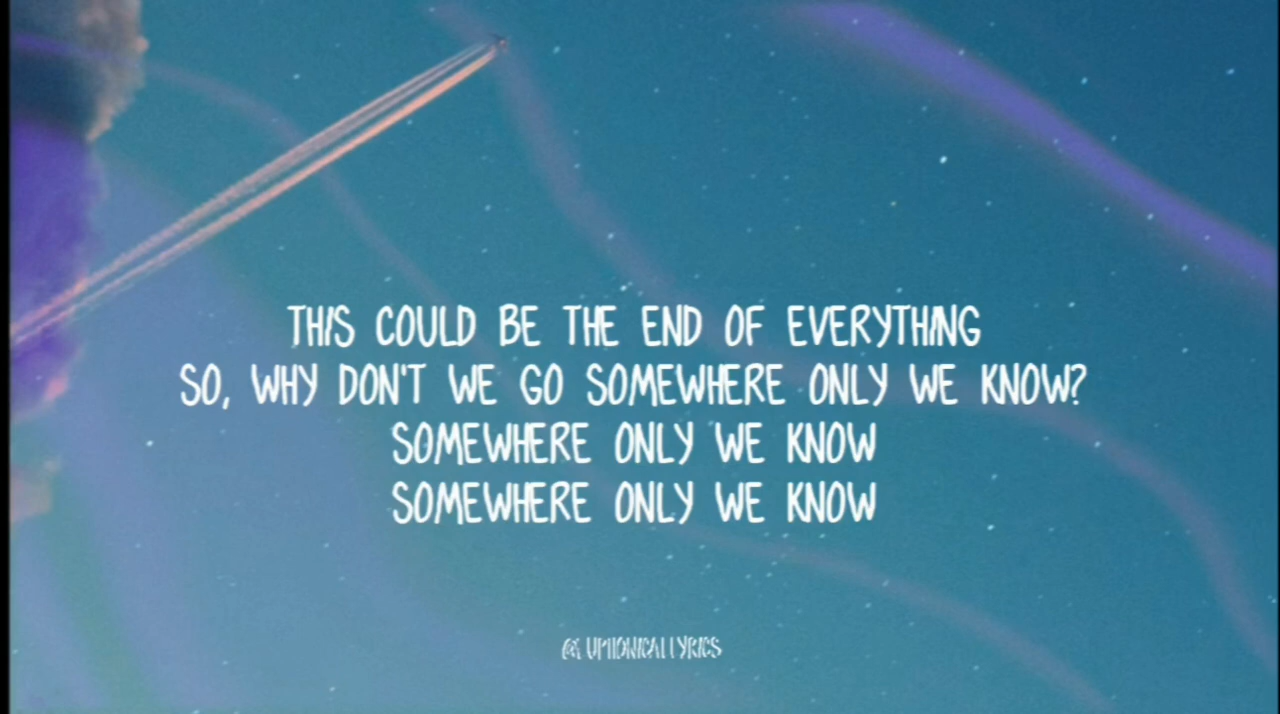 THIS COULD BE THE END OF EVERYTHING
SO, WHY DON'T WE GO SOMEWHERE ONLY WE KNOW?
SOMEWHERE ONLY WE KNOW
SOMEWHERE ONLY WE KNOW